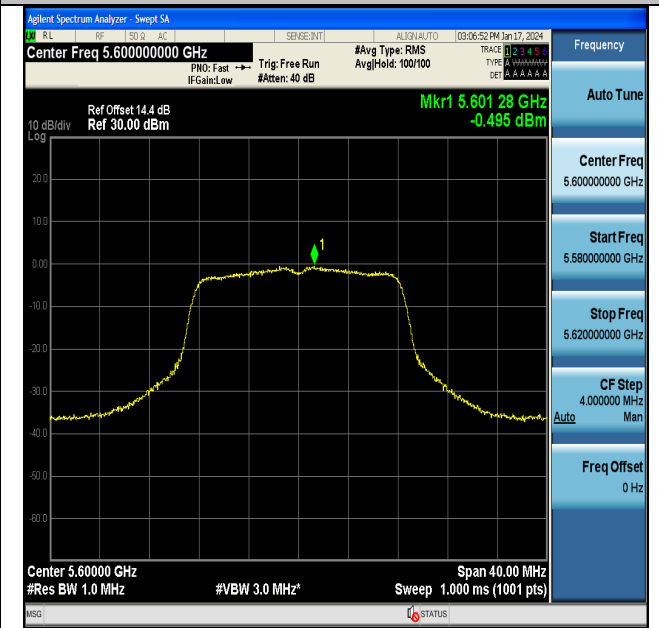 Agilent Spectrum Analyzer - Swept SA
LXI RL RF 50 Ω AC SENSE:INT ALIGN AUTO 03:06:52 PM Jan 17, 2024
Center Freq 5.600000000 GHz #Avg Type: RMS TRACE 1 2 3 4 5 6
PNO: Fast Trig: Free Run Avg|Hold: 100/100 TYPE A
IFGain:Low #Atten: 40 dB DET A A A A A A
Mkr1 5.601 28 GHz
Ref Offset 14.4 dB -0.495 dBm
10 dB/div Ref 30.00 dBm
Log
20.0
10.0
0.00
-10.0
-20.0
-30.0
-40.0
-50.0
-60.0
1
Center 5.60000 GHz Span 40.00 MHz
#Res BW 1.0 MHz #VBW 3.0 MHz* Sweep 1.000 ms (1001 pts)
MSG STATUS
Frequency
Auto Tune
Center Freq
5.600000000 GHz
Start Freq
5.580000000 GHz
Stop Freq
5.620000000 GHz
CF Step
4.000000 MHz
Auto Man
Freq Offset
0 Hz